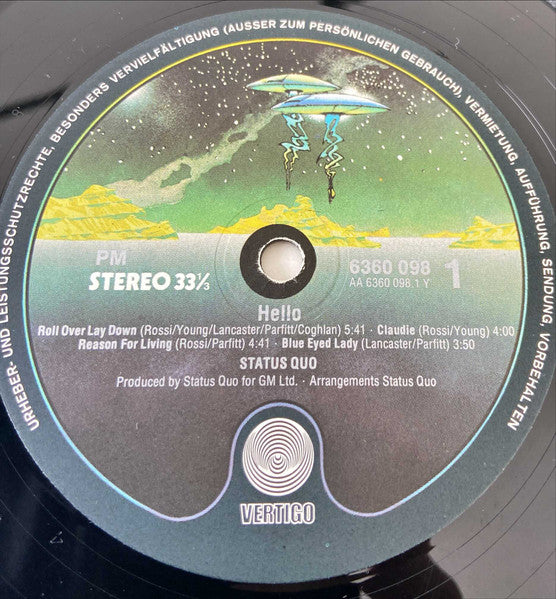 URHEBER- UND LEISTUNGSSCHUTZRECHTE, BESONDERS VERVIELFÄLTIGUNG (AUSSER ZUM PERSÖNLICHEN GEBRAUCH), VERMIETUNG, AUFFÜHRUNG, SENDUNG, VORBEHALTEN
PM
STEREO 33⅓
6360 098 1
AA 6360 098.1 Y
Hello
Roll Over Lay Down (Rossi/Young/Lancaster/Parfitt/Coghlan) 5:41 · Claudie (Rossi/Young) 4:00
Reason For Living (Rossi/Parfitt) 4:41 · Blue Eyed Lady (Lancaster/Parfitt) 3:50
STATUS QUO
Produced by Status Quo for GM Ltd. · Arrangements Status Quo
VERTIGO